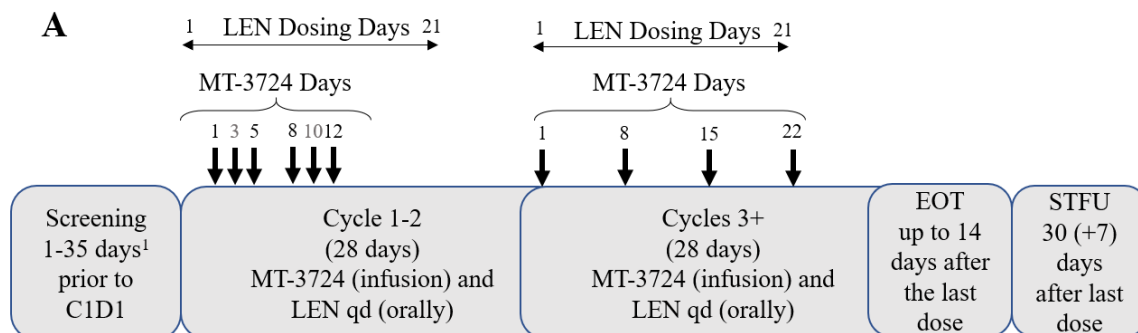 A
1 LEN Dosing Days 21
MT-3724 Days
1 3 5 8 10 12
1 LEN Dosing Days 21
MT-3724 Days
1 8 15 22
Screening
1-35 days¹
prior to
C1D1
Cycle 1-2
(28 days)
MT-3724 (infusion) and
LEN qd (orally)
Cycles 3+
(28 days)
MT-3724 (infusion) and
LEN qd (orally)
EOT
up to 14
days after
the last
dose
STFU
30 (+7)
days
after last
dose